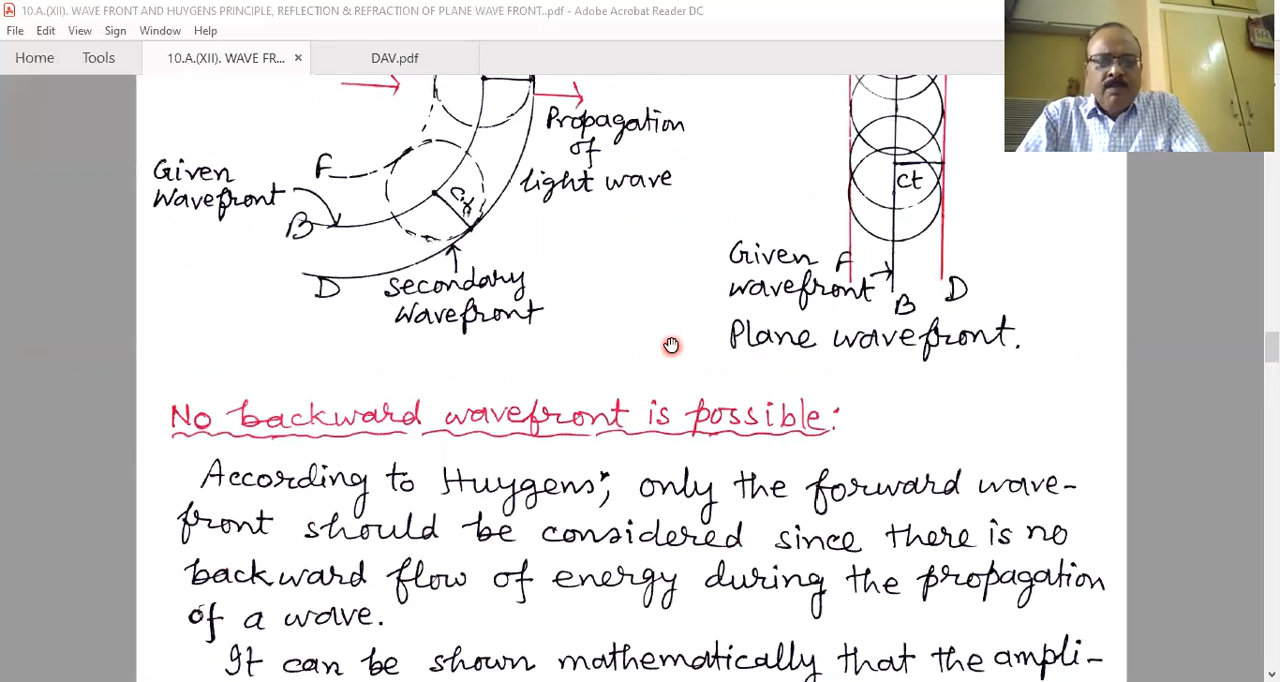 10.A.(XII). WAVE FRONT AND HUYGENS PRINCIPLE, REFLECTION & REFRACTION OF PLANE WAVE FRONT..pdf - Adobe Acrobat Reader DC
File Edit View Sign Window Help
Home Tools 10.A.(XII). WAVE FR... × DAV.pdf
Propagation
of
light wave
Given
Wavefront
F
B
D
ct
Secondary
Wavefront
ct
Given
wavefront
F
B
D
Plane wavefront.
No backward wavefront is possible:
According to Huygens', only the forward wave-
front should be considered since there is no
backward flow of energy during the propagation
of a wave.
It can be shown mathematically that the ampli-